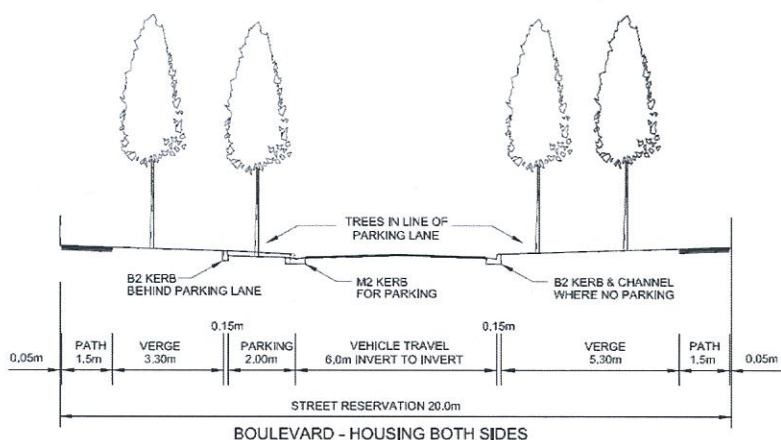 TREES IN LINE OF
PARKING LANE
B2 KERB
BEHIND PARKING LANE
M2 KERB
FOR PARKING
B2 KERB & CHANNEL
WHERE NO PARKING
0.05m
PATH
1.5m
VERGE
3.30m
0.15m
PARKING
2.00m
VEHICLE TRAVEL
6.0m INVERT TO INVERT
0.15m
VERGE
5.30m
PATH
1.5m
0.05m
STREET RESERVATION 20.0m
BOULEVARD - HOUSING BOTH SIDES